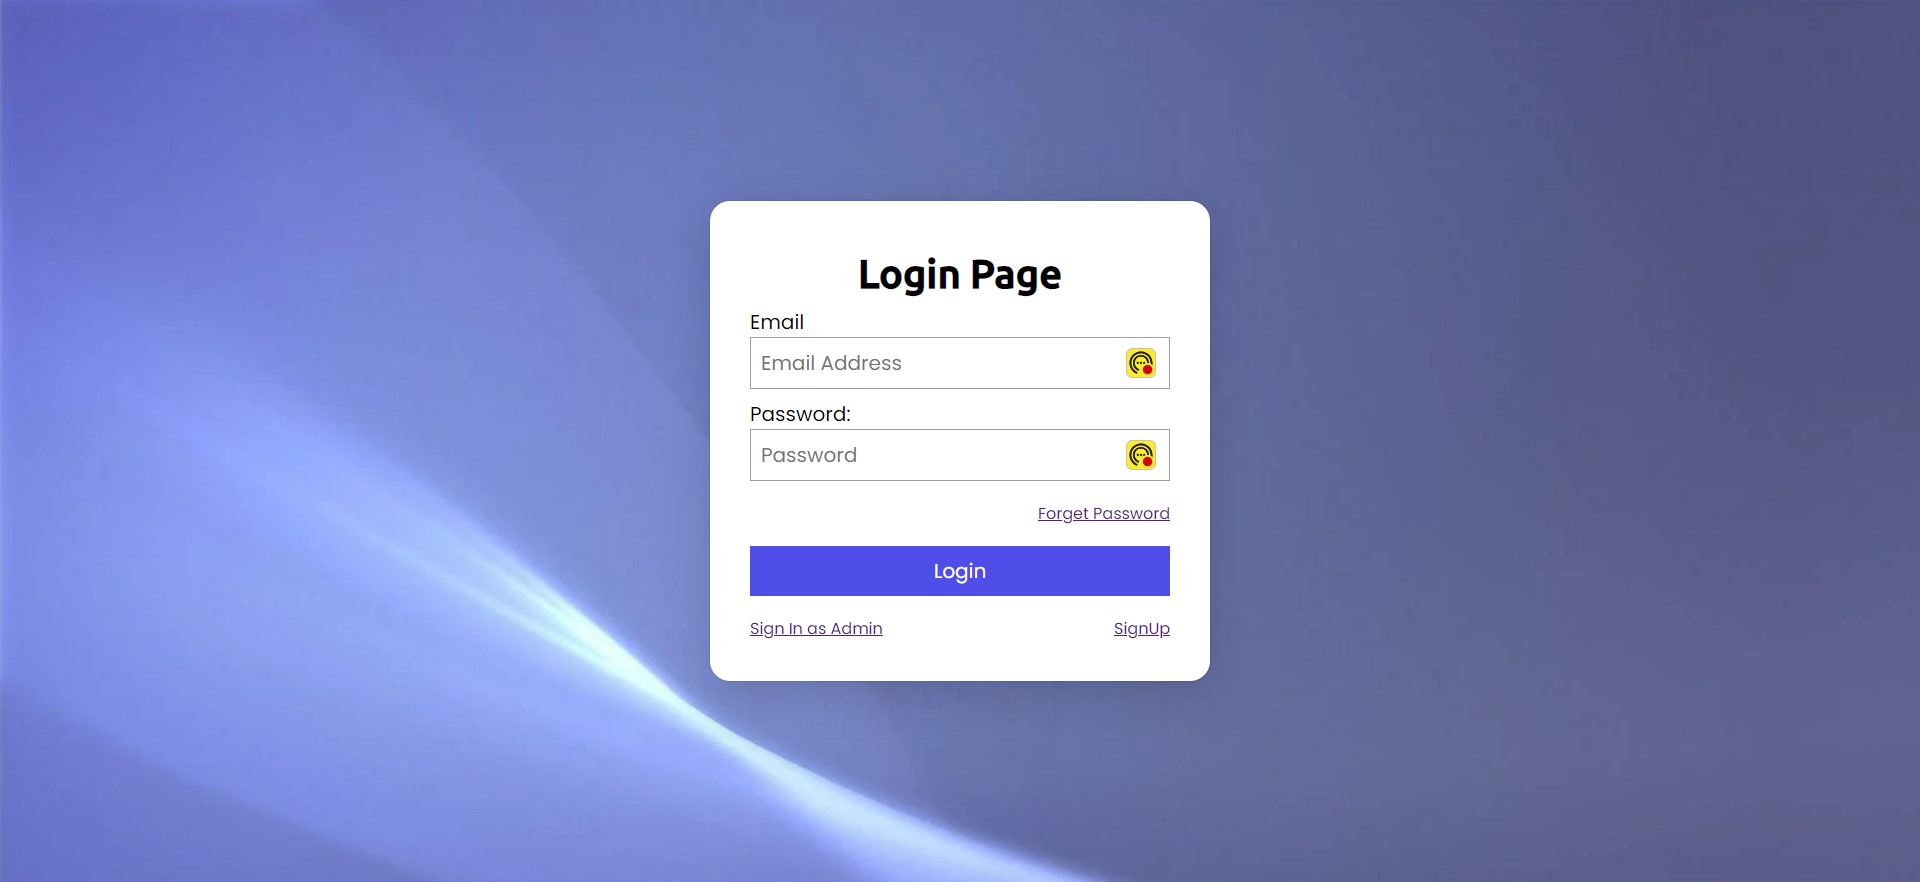 Login Page
Email
Email Address
Password:
Password
Forget Password
Login
Sign In as Admin SignUp